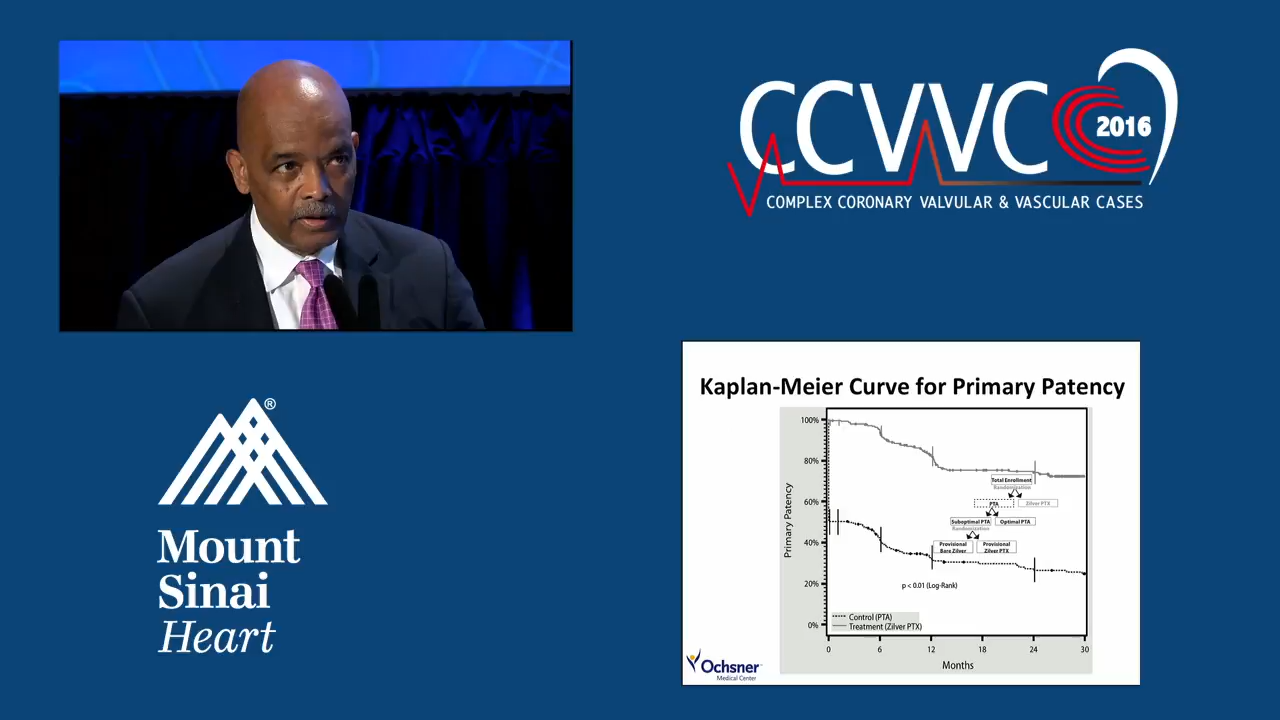 CCVVC
2016
COMPLEX CORONARY VALVULAR & VASCULAR CASES
®
Mount
Sinai
Heart
Kaplan-Meier Curve for Primary Patency
100%
80%
60%
40%
20%
0%
Primary Patency
Total Enrollment
Randomization
PTA
Zilver PTX
Suboptimal PTA
Optimal PTA
Randomization
Provisional
Bare Zilver
Provisional
Zilver PTX
p < 0.01 (Log-Rank)
Control (PTA)
Treatment (Zilver PTX)
0 6 12 18 24 30
Months
Ochsner
Medical Center